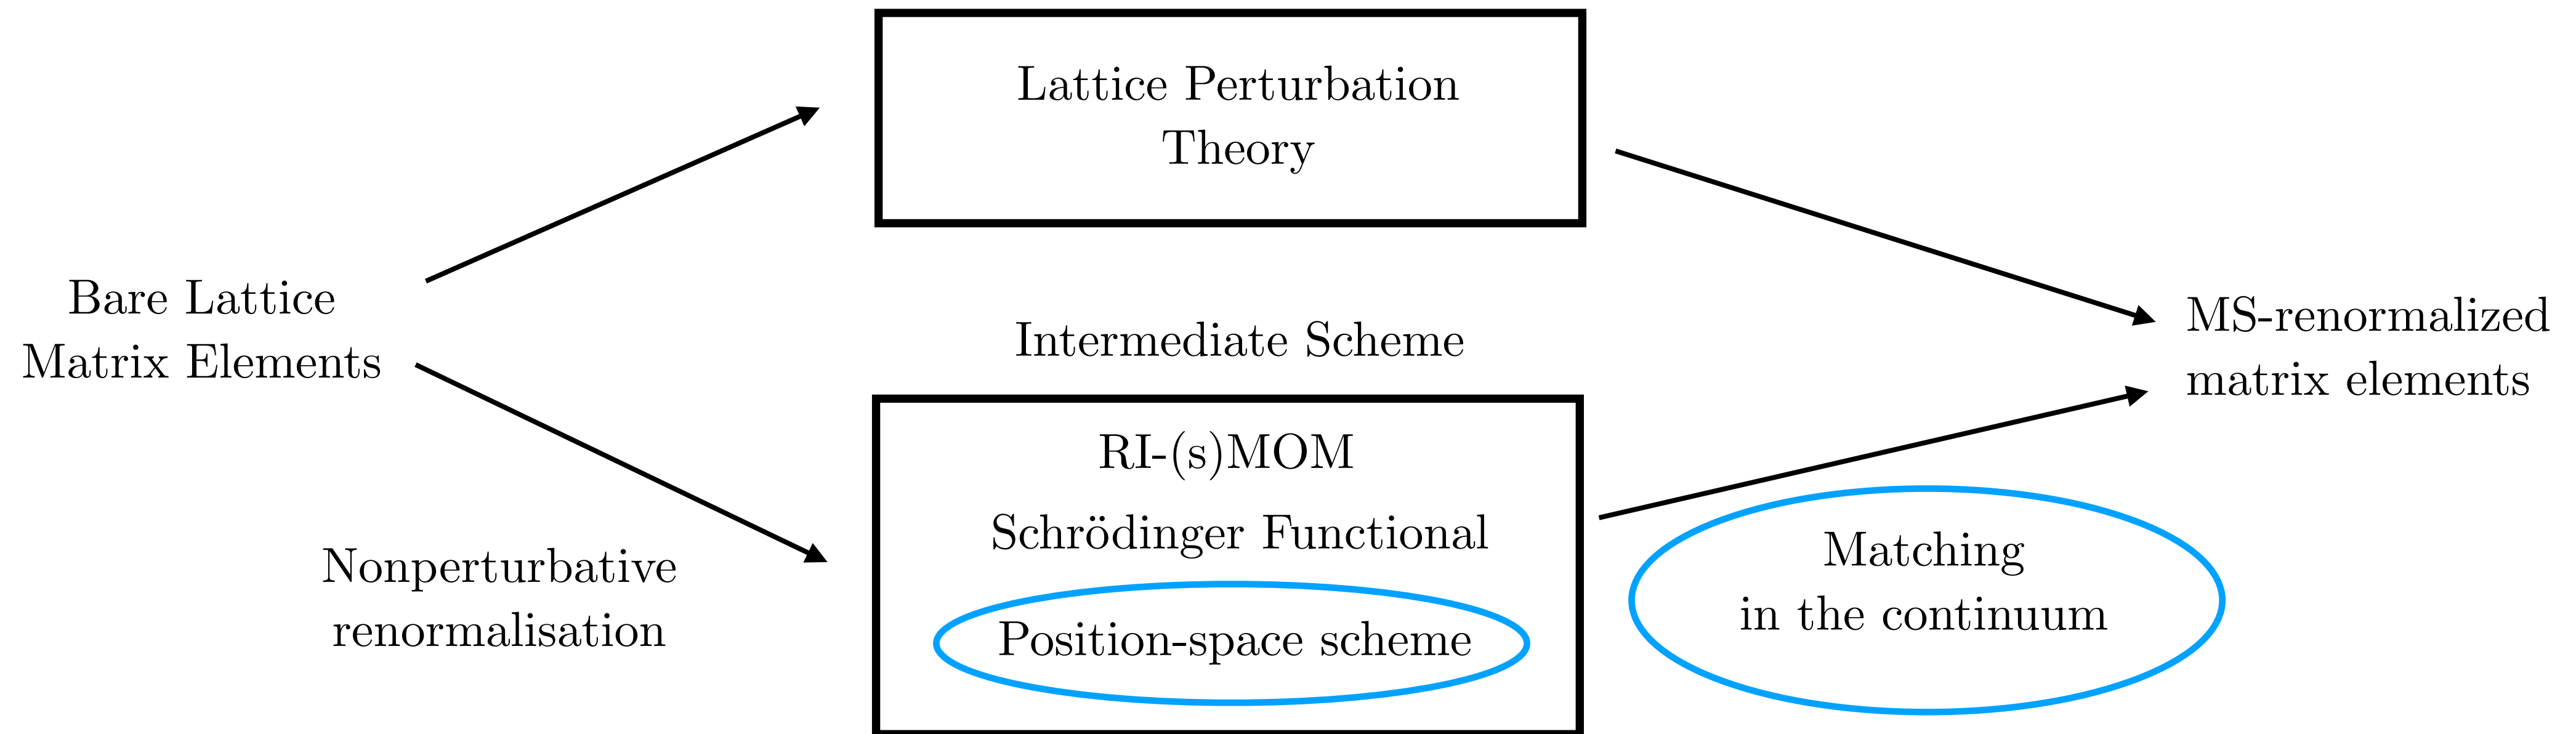 Lattice Perturbation
Theory
Bare Lattice
Matrix Elements
Intermediate Scheme
MS-renormalized
matrix elements
RI-(s)MOM
Schrödinger Functional
Position-space scheme
Nonperturbative
renormalisation
Matching
in the continuum